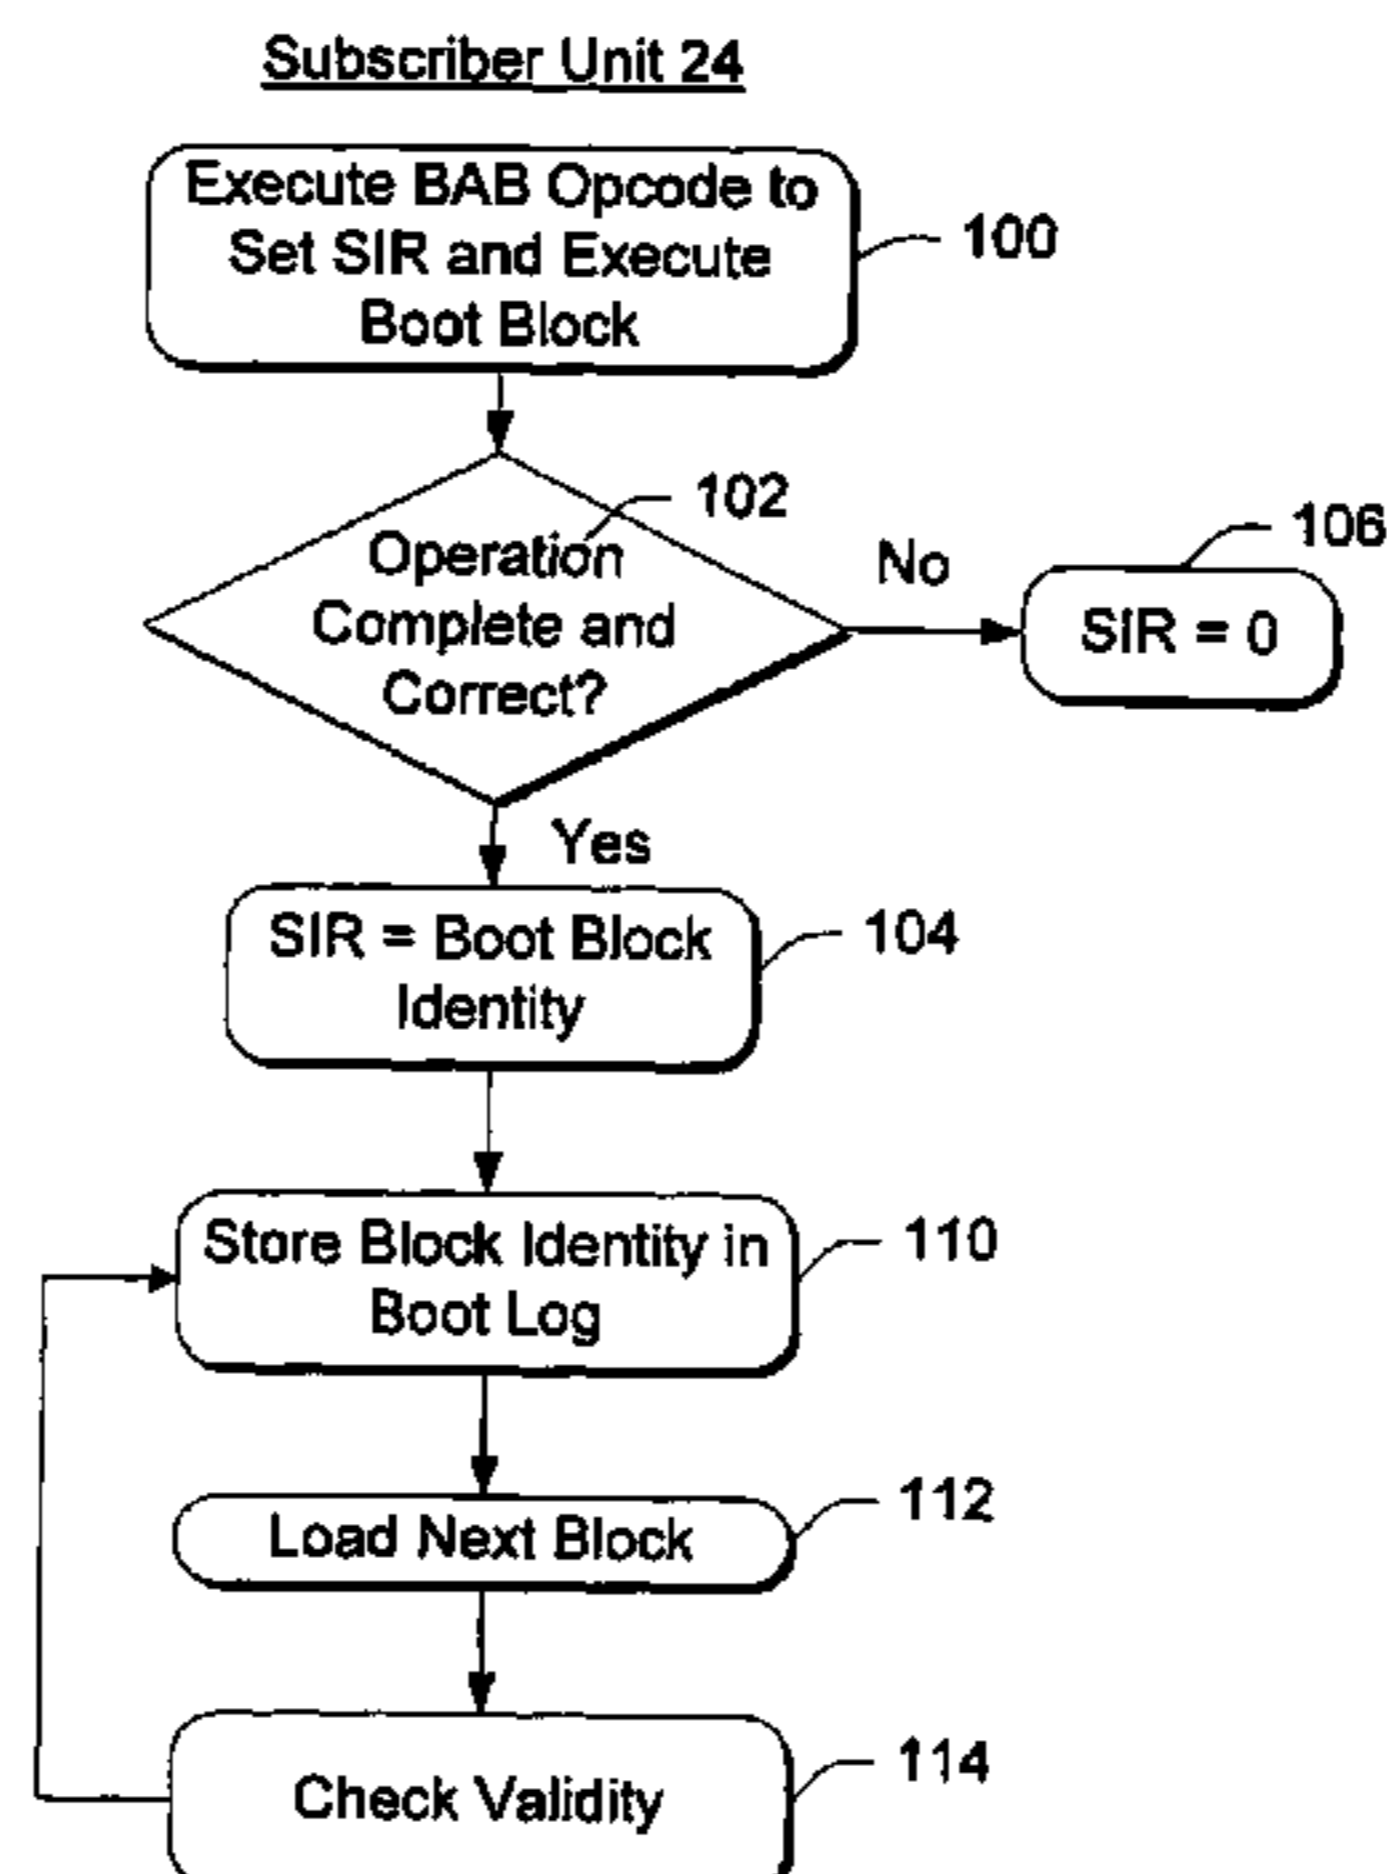 Subscriber Unit 24
Execute BAB Opcode to
Set SIR and Execute
Boot Block
100
102
Operation
Complete and
Correct?
No
106
SIR = 0
Yes
SIR = Boot Block
Identity
104
Store Block Identity in
Boot Log
110
Load Next Block
112
Check Validity
114